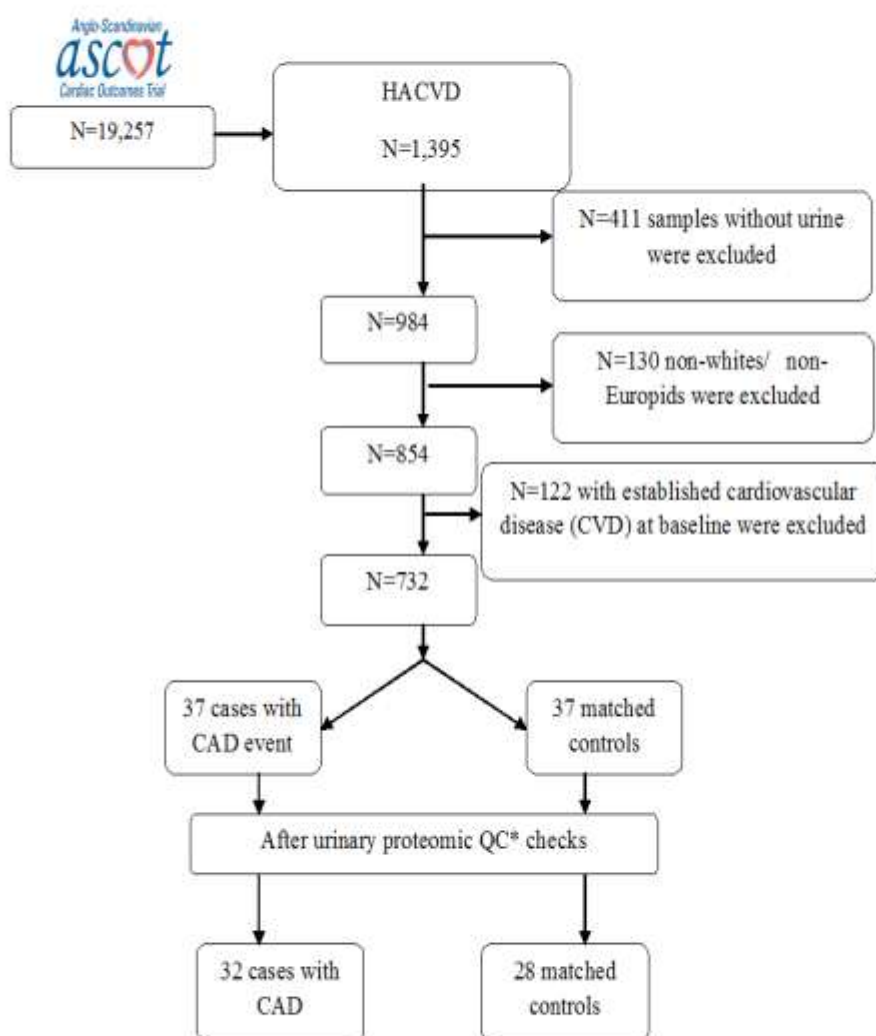 Anglo-Scandinavian
ascot
Cardiac Outcomes Trial
N=19,257
HACVD
N=1,395
N=411 samples without urine
were excluded
N=984
N=130 non-whites/ non-
Europids were excluded
N=854
N=122 with established cardiovascular
disease (CVD) at baseline were excluded
N=732
37 cases with
CAD event
37 matched
controls
After urinary proteomic QC* checks
32 cases with
CAD
28 matched
controls